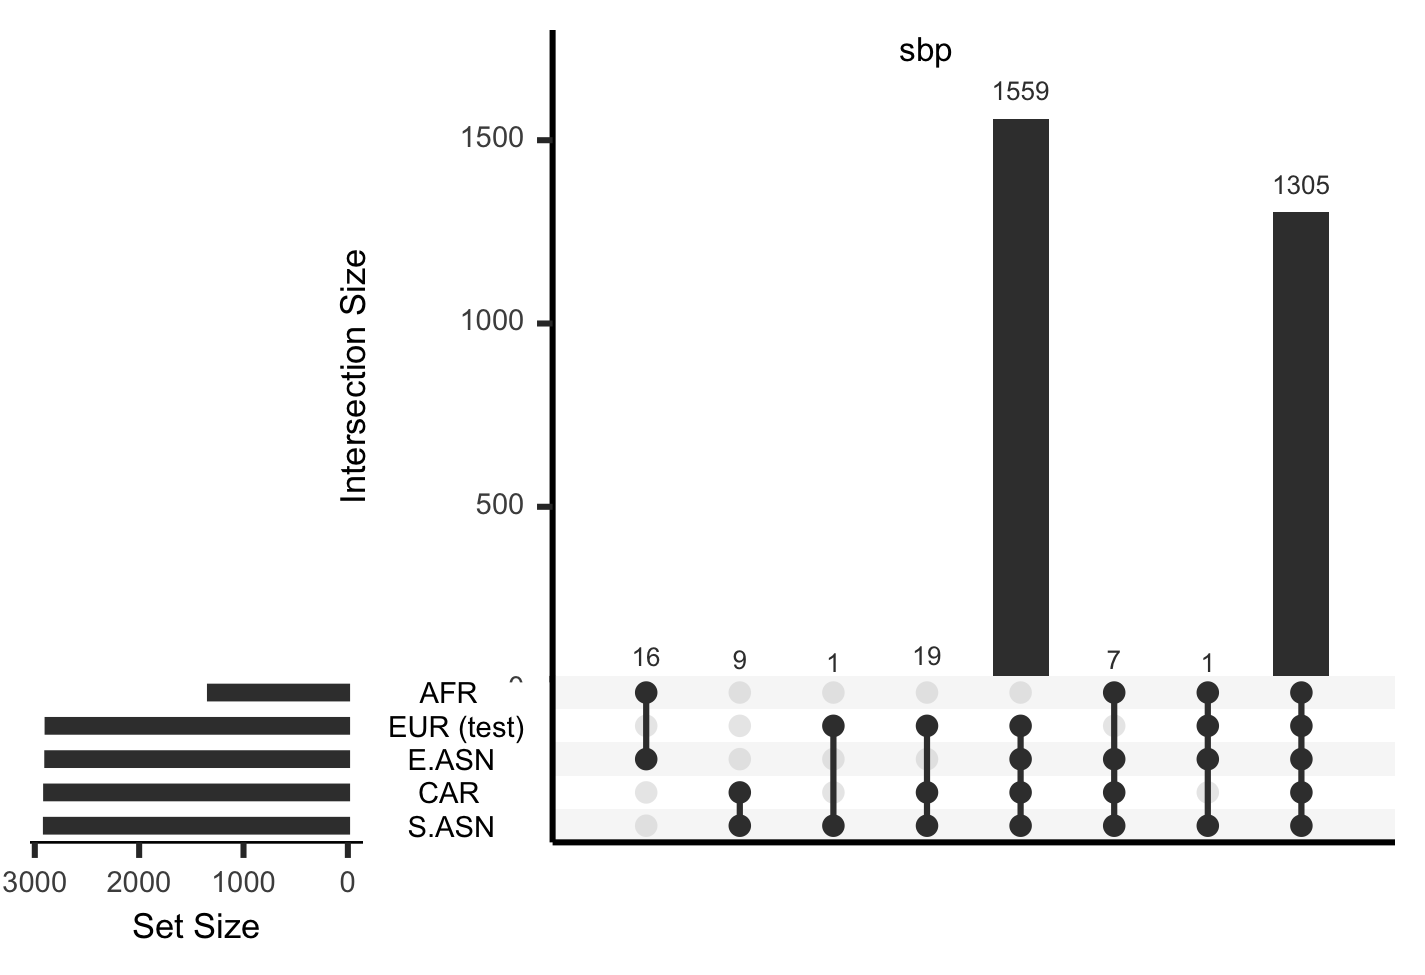 sbp
1559
1305
1500
1000
500
Intersection Size
16 9 1 19 7 1
AFR
EUR (test)
E.ASN
CAR
S.ASN
3000 2000 1000 0
Set Size